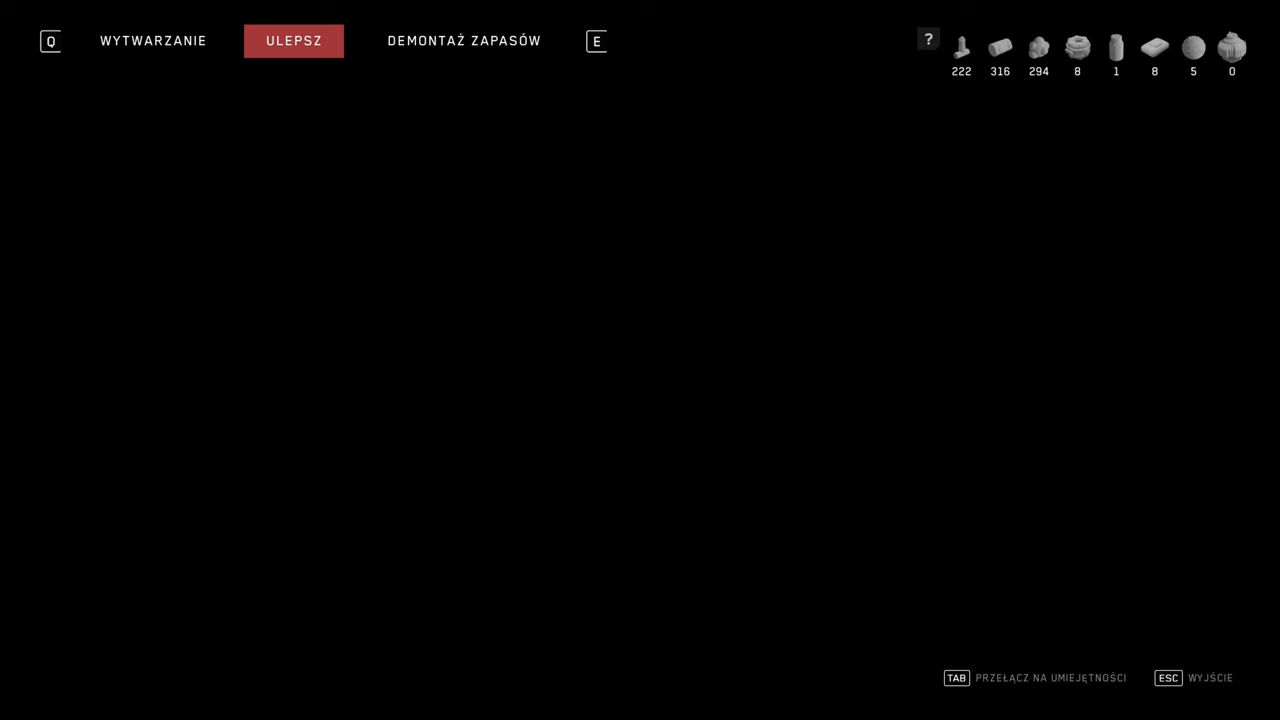 Q WYTWARZANIE ULEPSZ DEMONTAŻ ZAPASÓW E ?
222 316 294 8 1 8 5 0
TAB PRZEŁĄCZ NA UMIEJĘTNOŚCI ESC WYJŚCIE